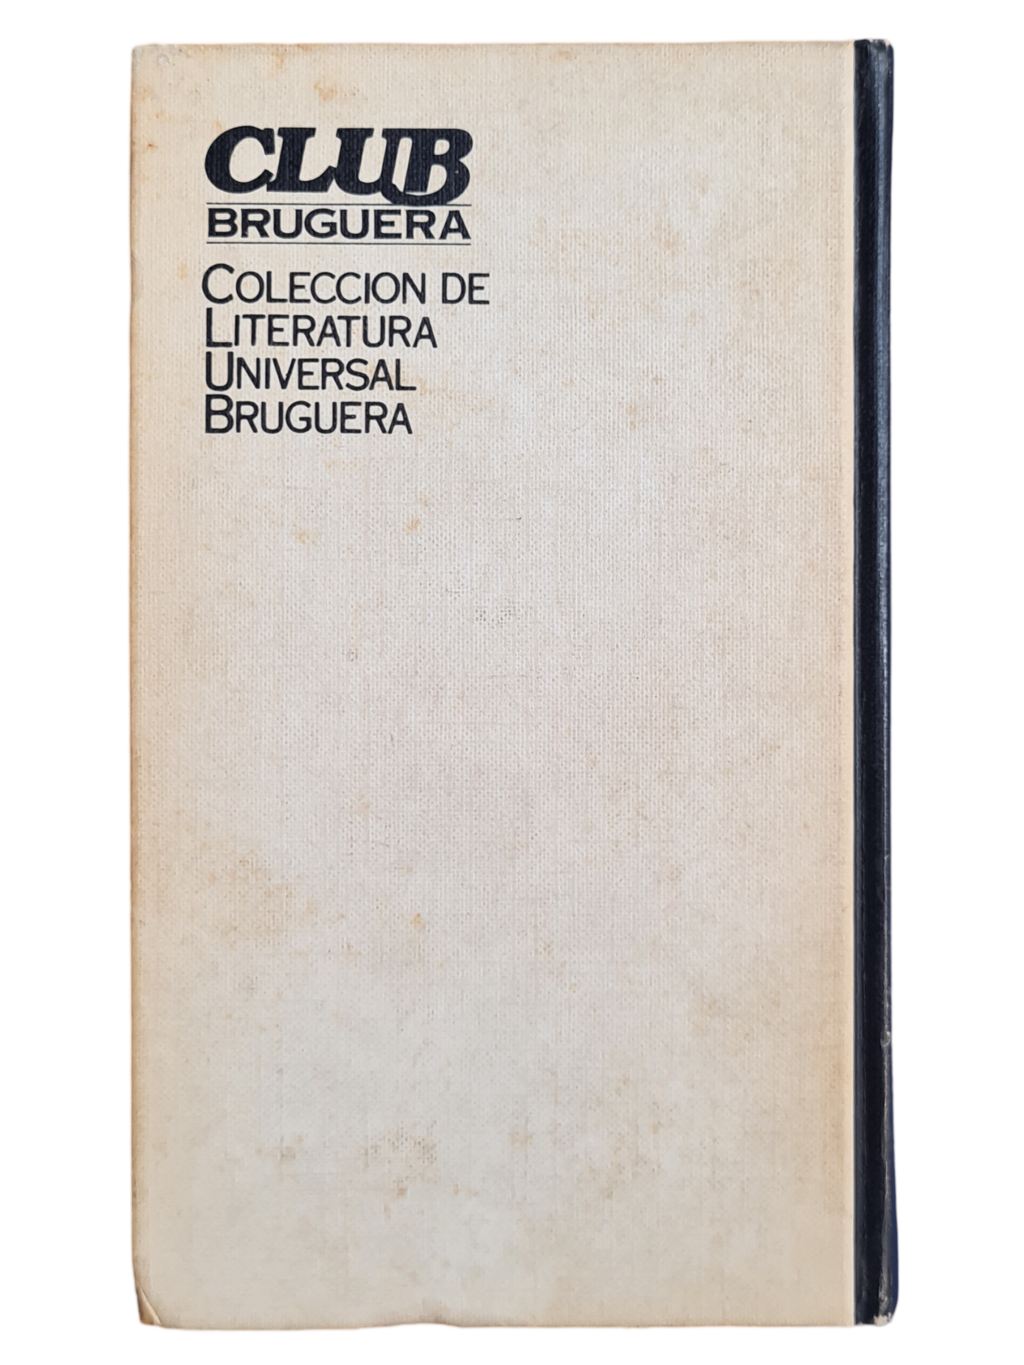 CLUB
BRUGUERA
COLECCION DE
LITERATURA
UNIVERSAL
BRUGUERA